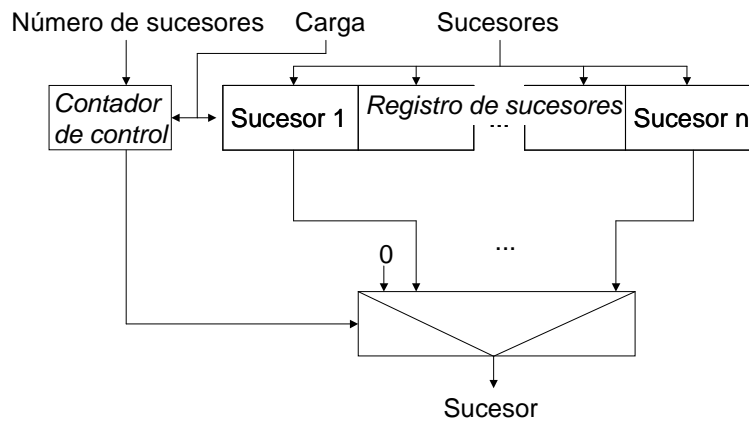 Número de sucesores Carga Sucesores
Contador
de control
Sucesor 1 Registro de sucesores ... Sucesor n
...
0
Sucesor